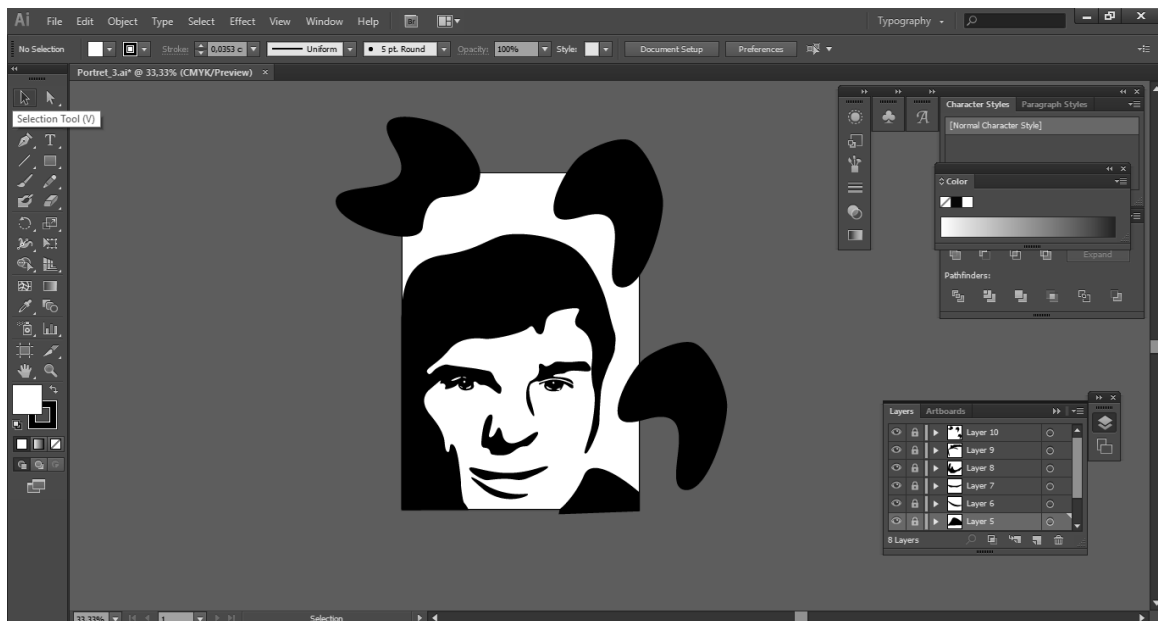 Ai File Edit Object Type Select Effect View Window Help Br Typography
No Selection Stroke: 0,0353 c Uniform 5 pt. Round Opacity: 100% Style: Document Setup Preferences
Portret_3.ai* @ 33,33% (CMYK/Preview) ×
Selection Tool (V)
Character Styles Paragraph Styles
[Normal Character Style]
Color
Expand
Pathfinders:
Layers Artboards
Layer 10
Layer 9
Layer 8
Layer 7
Layer 6
Layer 5
8 Layers
33,33% 1 Selection